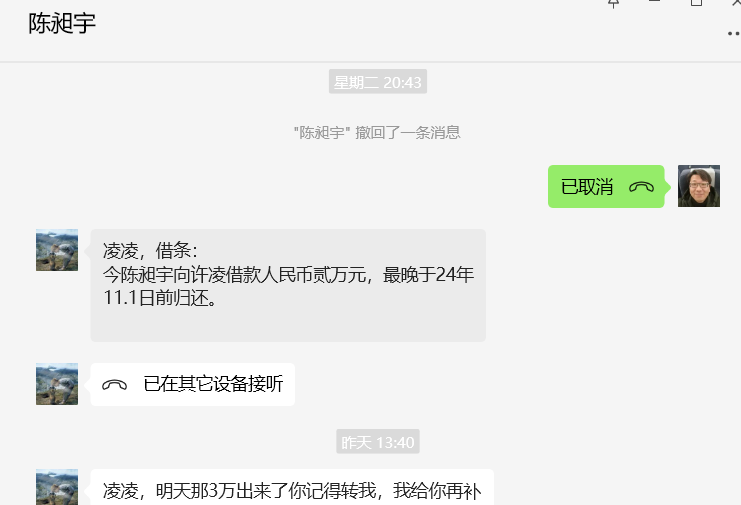 陈昶宇
星期二 20:43
"陈昶宇" 撤回了一条消息
已取消
凌凌，借条：
今陈昶宇向许凌借款人民币贰万元，最晚于24年
11.1日前归还。
已在其它设备接听
昨天 13:40
凌凌，明天那3万出来了你记得转我，我给你再补